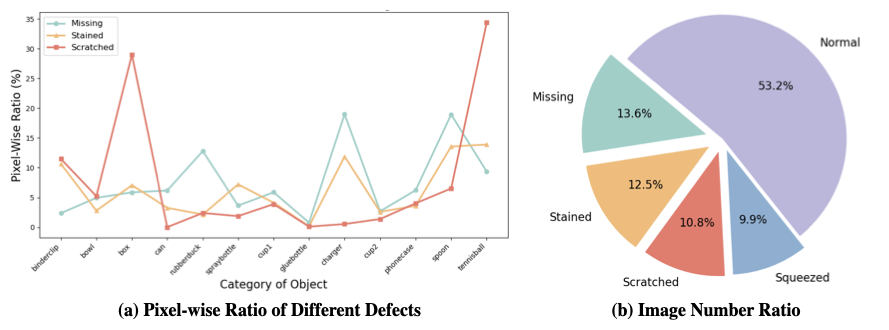 35
30
25
20
15
10
5
0
Pixel-Wise Ratio (%)
Missing
Stained
Scratched
binderclip
bowl
box
can
rubberduck
spraybottle
cup1
gluebottle
charger
cup2
phonecase
spoon
tennisball
Category of Object
(a) Pixel-wise Ratio of Different Defects
Normal
53.2%
Missing
13.6%
Stained
12.5%
Scratched
10.8%
Squeezed
9.9%
(b) Image Number Ratio